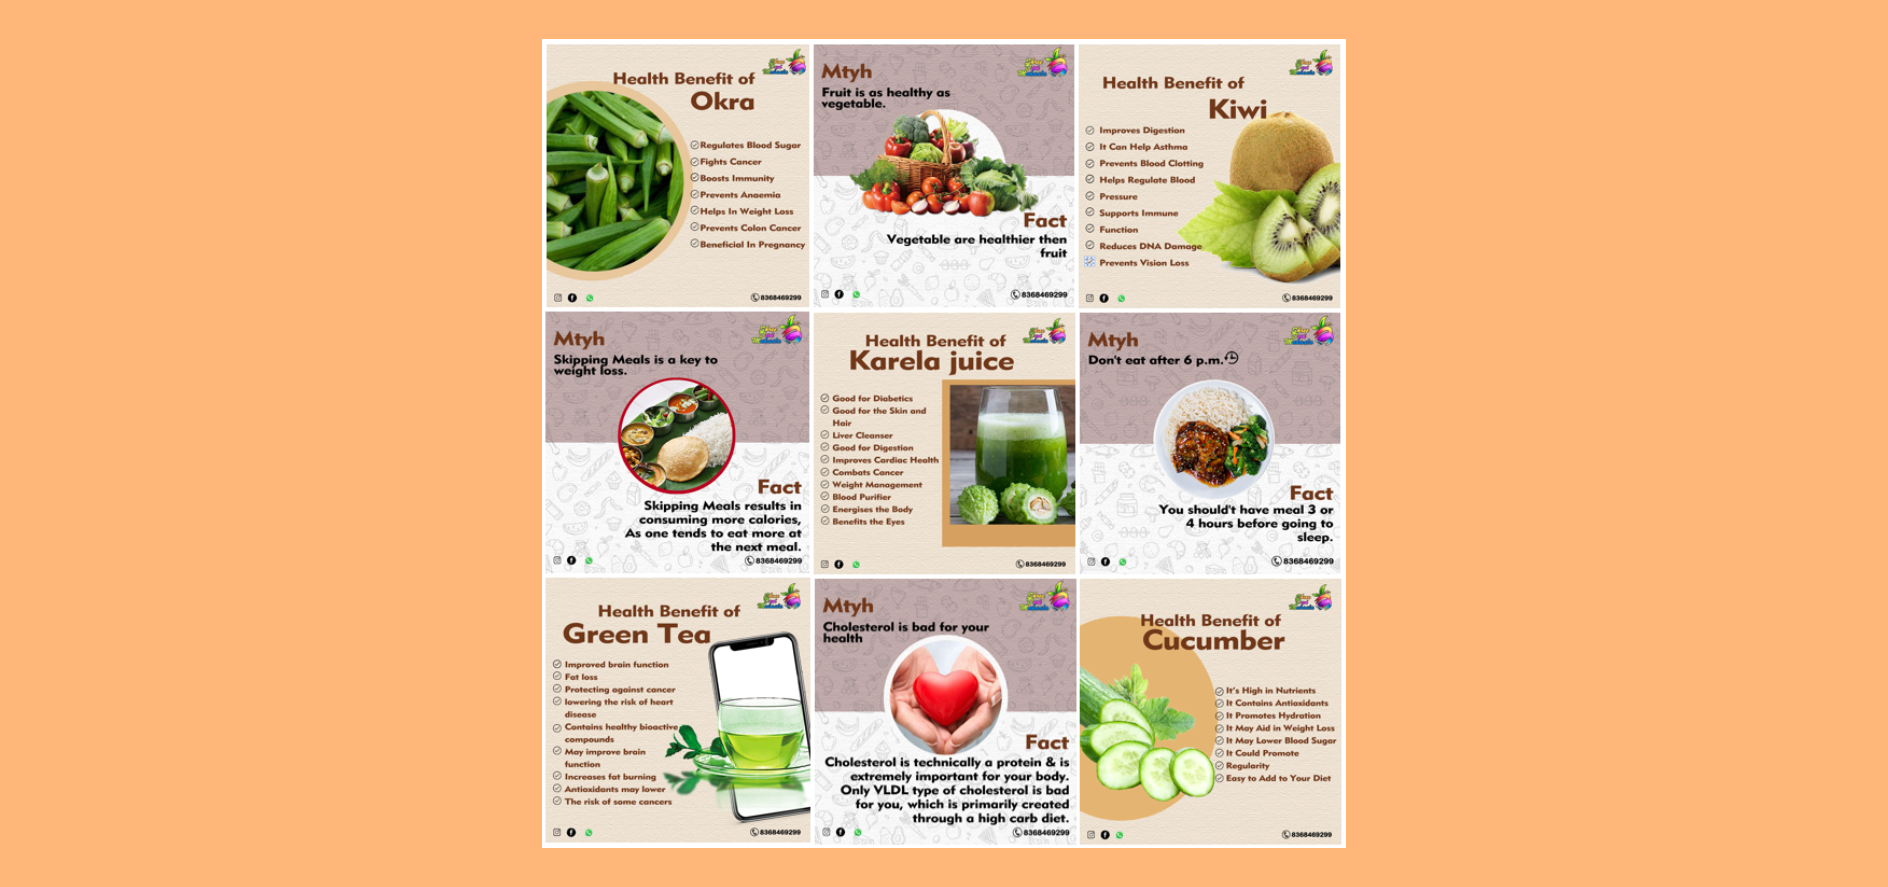 Health Benefit of
Okra
Regulates Blood Sugar
Fights Cancer
Boosts Immunity
Prevents Anaemia
Helps In Weight Loss
Prevents Colon Cancer
Beneficial In Pregnancy
8368469299
Mtyh
Fruit is as healthy as
vegetable.
Fact
Vegetable are healthier then
fruit
8368469299
Health Benefit of
Kiwi
Improves Digestion
It Can Help Asthma
Prevents Blood Clotting
Helps Regulate Blood
Pressure
Supports Immune
Function
Reduces DNA Damage
Prevents Vision Loss
8368469299
Mtyh
Skipping Meals is a key to
weight loss.
Fact
Skipping Meals results in
consuming more calories,
As one tends to eat more at
the next meal.
8368469299
Health Benefit of
Karela juice
Good for Diabetics
Good for the Skin and
Hair
Liver Cleanser
Good for Digestion
Improves Cardiac Health
Combats Cancer
Weight Management
Blood Purifier
Energises the Body
Benefits the Eyes
8368469299
Mtyh
Don't eat after 6 p.m.
Fact
You should't have meal 3 or
4 hours before going to
sleep.
8368469299
Health Benefit of
Green Tea
Improved brain function
Fat loss
Protecting against cancer
lowering the risk of heart
disease
Contains healthy bioactive
compounds
May improve brain
function
Increases fat burning
Antioxidants may lower
The risk of some cancers
8368469299
Mtyh
Cholesterol is bad for your
health
Fact
Cholesterol is technically a protein & is
extremely important for your body.
Only VLDL type of cholesterol is bad
for you, which is primarily created
through a high carb diet.
8368469299
Health Benefit of
Cucumber
It's High in Nutrients
It Contains Antioxidants
It Promotes Hydration
It May Aid in Weight Loss
It May Lower Blood Sugar
It Could Promote
Regularity
Easy to Add to Your Diet
8368469299